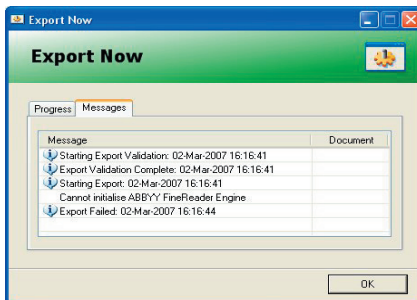 Export Now
Export Now
Progress Messages
Message Document
Starting Export Validation: 02-Mar-2007 16:16:41
Export Validation Complete: 02-Mar-2007 16:16:41
Starting Export: 02-Mar-2007 16:16:41
Cannot initialise ABBYY FineReader Engine
Export Failed: 02-Mar-2007 16:16:44
OK